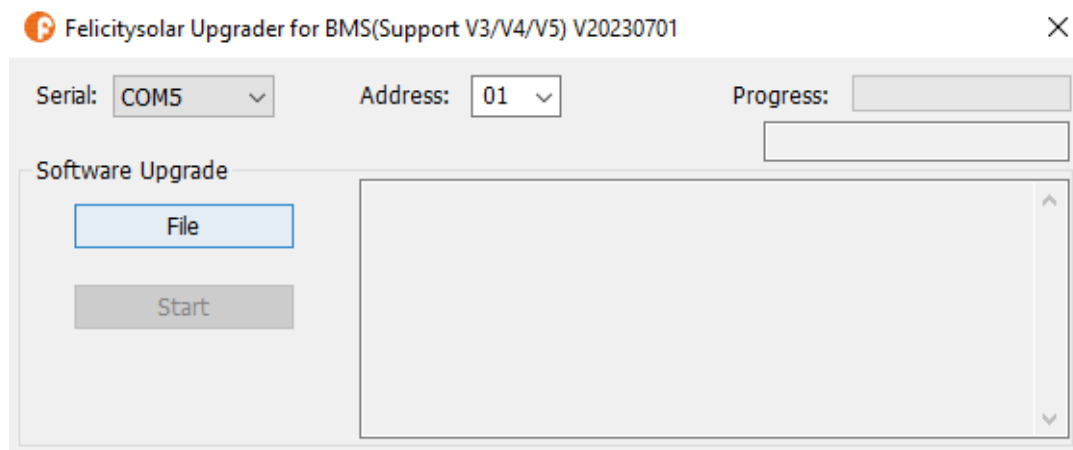 Felicitysolar Upgrader for BMS(Support V3/V4/V5) V20230701
Serial: COM5 Address: 01 Progress:
Software Upgrade
File
Start